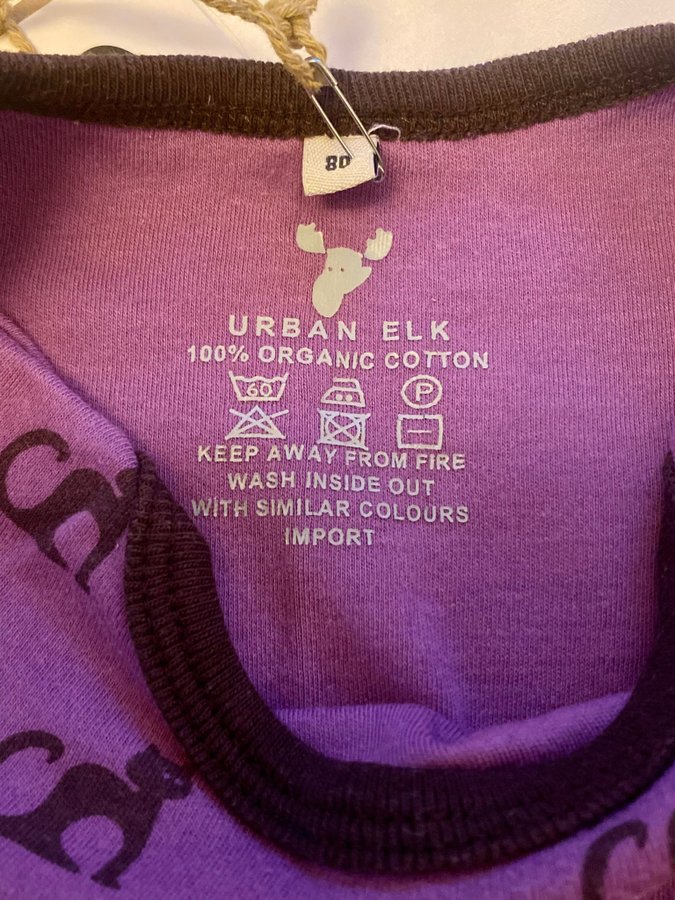 80
URBAN ELK
100% ORGANIC COTTON
60 P
KEEP AWAY FROM FIRE
WASH INSIDE OUT
WITH SIMILAR COLOURS
IMPORT